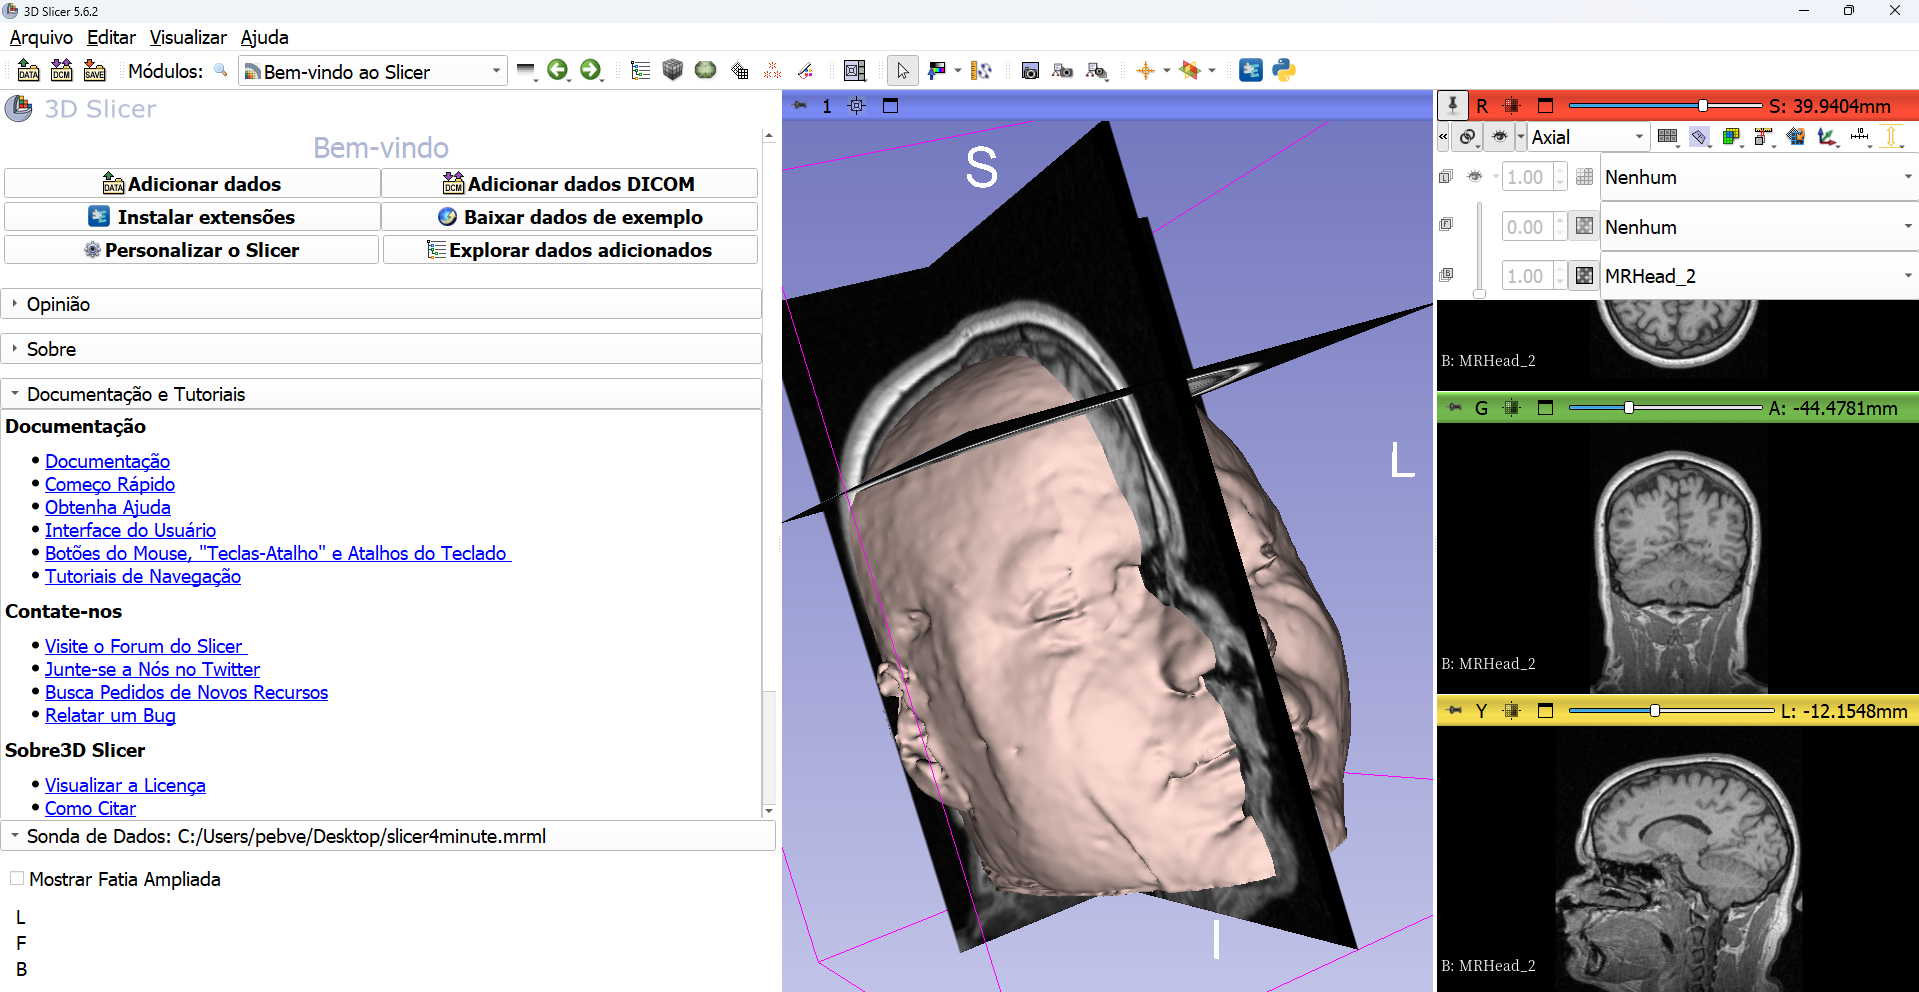 3D Slicer 5.6.2
Arquivo Editar Visualizar Ajuda
DATA DCM SAVE Módulos: Bem-vindo ao Slicer
3D Slicer
Bem-vindo
DATA Adicionar dados
DCM Adicionar dados DICOM
Instalar extensões
Baixar dados de exemplo
Personalizar o Slicer
Explorar dados adicionados
Opinião
Sobre
Documentação e Tutoriais
Documentação
Documentação
Começo Rápido
Obtenha Ajuda
Interface do Usuário
Botões do Mouse, "Teclas-Atalho" e Atalhos do Teclado
Tutoriais de Navegação
Contate-nos
Visite o Forum do Slicer
Junte-se a Nós no Twitter
Busca Pedidos de Novos Recursos
Relatar um Bug
Sobre3D Slicer
Visualizar a Licença
Como Citar
Sonda de Dados: C:/Users/pebve/Desktop/slicer4minute.mrml
Mostrar Fatia Ampliada
L
F
B
1
S
L
I
R S: 39.9404mm
Axial
L 1.00 Nenhum
F 0.00 Nenhum
B 1.00 MRHead_2
B: MRHead_2
G A: -44.4781mm
B: MRHead_2
Y L: -12.1548mm
B: MRHead_2